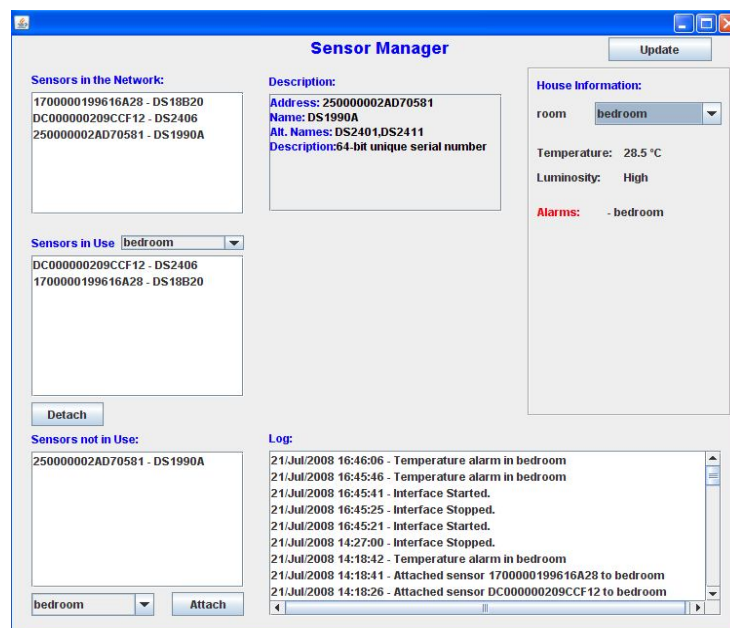 Sensor Manager
Update
Sensors in the Network:
1700000199616A28 - DS18B20
DC000000209CCF12 - DS2406
250000002AD70581 - DS1990A
Description:
Address: 250000002AD70581
Name: DS1990A
Alt. Names: DS2401,DS2411
Description:64-bit unique serial number
House Information:
room bedroom
Temperature: 28.5 °C
Luminosity: High
Alarms: - bedroom
Sensors in Use bedroom
DC000000209CCF12 - DS2406
1700000199616A28 - DS18B20
Detach
Sensors not in Use:
250000002AD70581 - DS1990A
bedroom
Attach
Log:
21/Jul/2008 16:46:06 - Temperature alarm in bedroom
21/Jul/2008 16:45:46 - Temperature alarm in bedroom
21/Jul/2008 16:45:41 - Interface Started.
21/Jul/2008 16:45:25 - Interface Stopped.
21/Jul/2008 16:45:21 - Interface Started.
21/Jul/2008 14:27:00 - Interface Stopped.
21/Jul/2008 14:18:42 - Temperature alarm in bedroom
21/Jul/2008 14:18:41 - Attached sensor 1700000199616A28 to bedroom
21/Jul/2008 14:18:26 - Attached sensor DC000000209CCF12 to bedroom